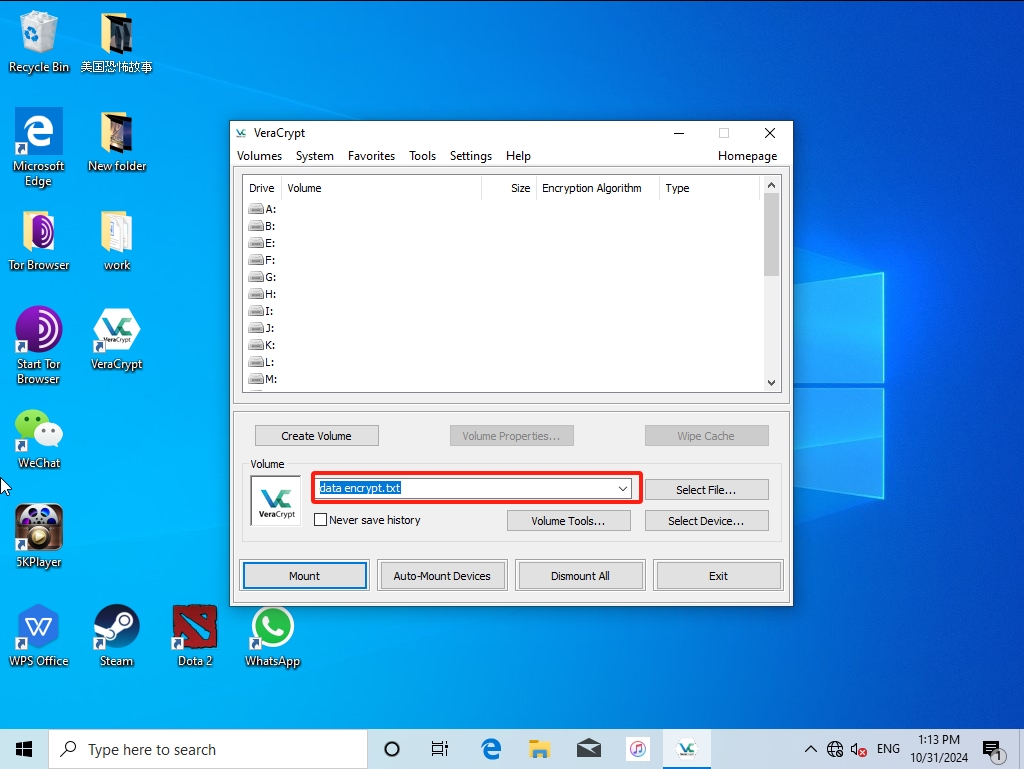 Recycle Bin
美国恐怖故事
Microsoft
Edge
New folder
Tor Browser
work
Start Tor
Browser
VeraCrypt
VeraCrypt
WeChat
5KPlayer
WPS Office
Steam
Dota 2
WhatsApp
VeraCrypt
Volumes System Favorites Tools Settings Help Homepage
Drive Volume Size Encryption Algorithm Type
A:
B:
E:
F:
G:
H:
I:
J:
K:
L:
M:
Create Volume Volume Properties... Wipe Cache
Volume
VeraCrypt
data encrypt.txt
Select File...
Never save history
Volume Tools...
Select Device...
Mount Auto-Mount Devices Dismount All Exit
Type here to search
ENG
1:13 PM
10/31/2024
1